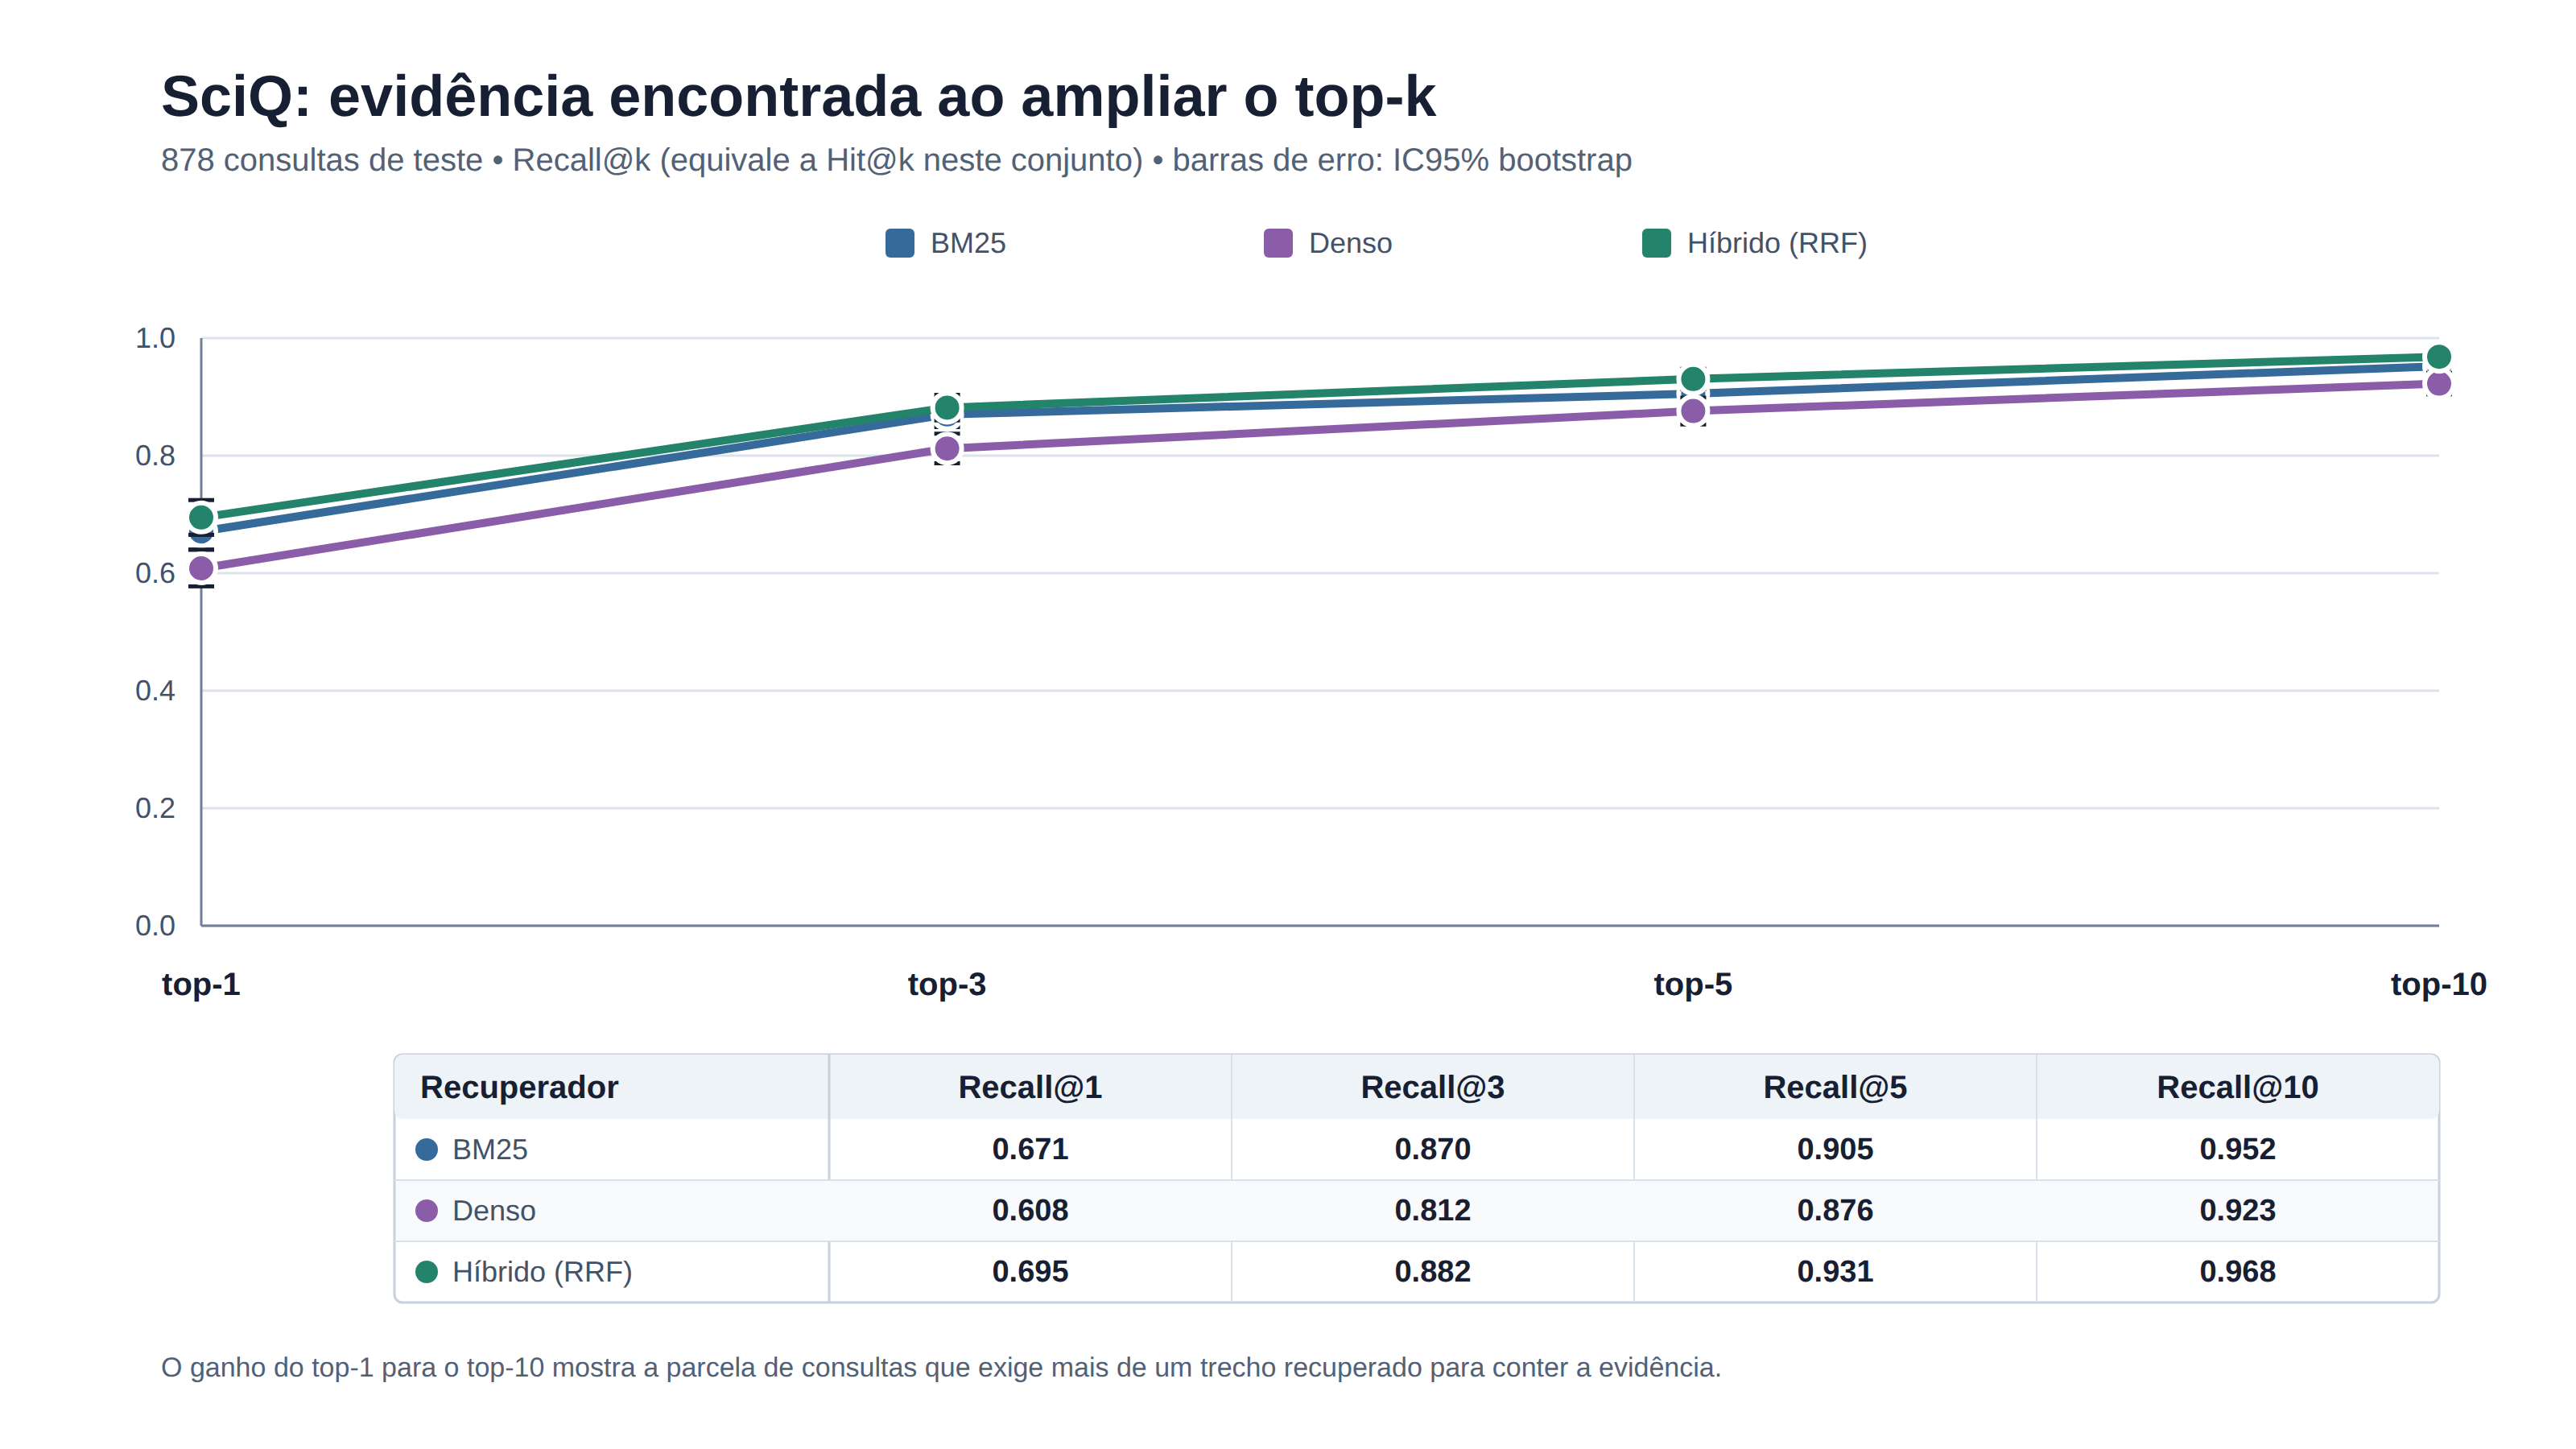 SciQ: evidência encontrada ao ampliar o top-k
878 consultas de teste • Recall@k (equivale a Hit@k neste conjunto) • barras de erro: IC95% bootstrap
BM25 Denso Híbrido (RRF)
1.0
0.8
0.6
0.4
0.2
0.0
top-1 top-3 top-5 top-10
Recuperador Recall@1 Recall@3 Recall@5 Recall@10
BM25 0.671 0.870 0.905 0.952
Denso 0.608 0.812 0.876 0.923
Híbrido (RRF) 0.695 0.882 0.931 0.968
O ganho do top-1 para o top-10 mostra a parcela de consultas que exige mais de um trecho recuperado para conter a evidência.